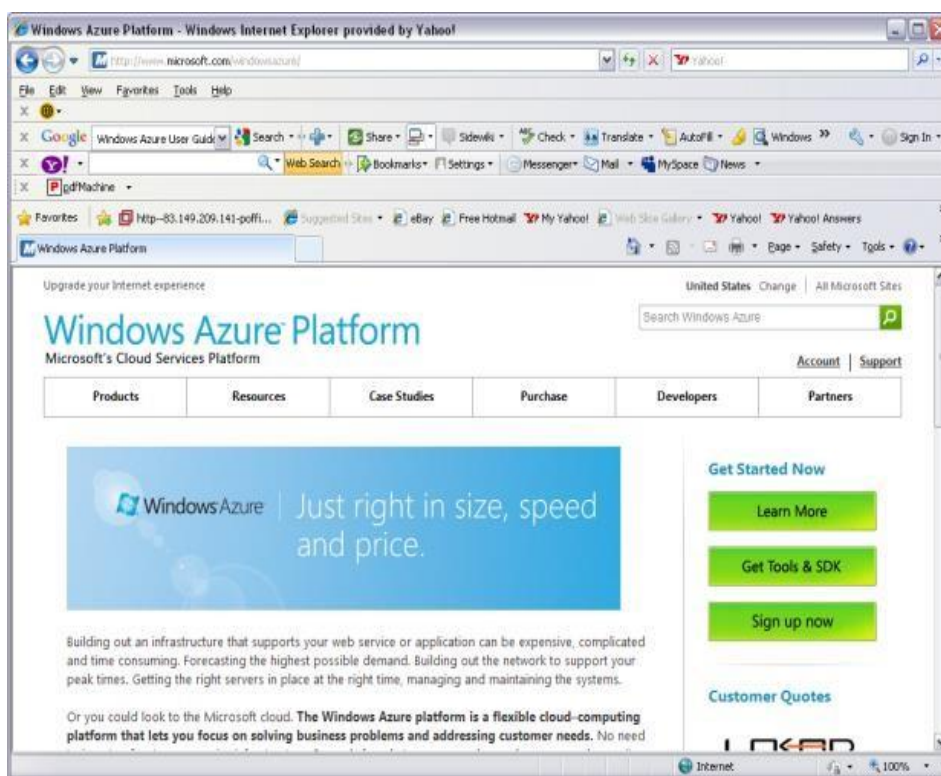 Windows Azure Platform - Windows Internet Explorer provided by Yahoo!
http://www.microsoft.com/windowsazure/
Yahoo!
File Edit View Favorites Tools Help
X
X Google Windows Azure User Guide Search Share Sidewiki Check Translate AutoFill Windows » Sign In
X Y! Web Search Bookmarks Settings Messenger Mail MySpace News
X pdfMachine
Favorites http--83.149.209.141-poffi... Suggested Sites eBay Free Hotmail My Yahoo! Web Slice Gallery Yahoo! Yahoo! Answers
Windows Azure Platform Page Safety Tools
Upgrade your Internet experience United States Change | All Microsoft Sites
Search Windows Azure
Windows Azure Platform
Microsoft's Cloud Services Platform
Account | Support
Products Resources Case Studies Purchase Developers Partners
Windows Azure | Just right in size, speed
and price.
Building out an infrastructure that supports your web service or application can be expensive, complicated
and time consuming. Forecasting the highest possible demand. Building out the network to support your
peak times. Getting the right servers in place at the right time, managing and maintaining the systems.
Or you could look to the Microsoft cloud. The Windows Azure platform is a flexible cloud–computing
platform that lets you focus on solving business problems and addressing customer needs. No need
Get Started Now
Learn More
Get Tools & SDK
Sign up now
Customer Quotes
Internet 100%